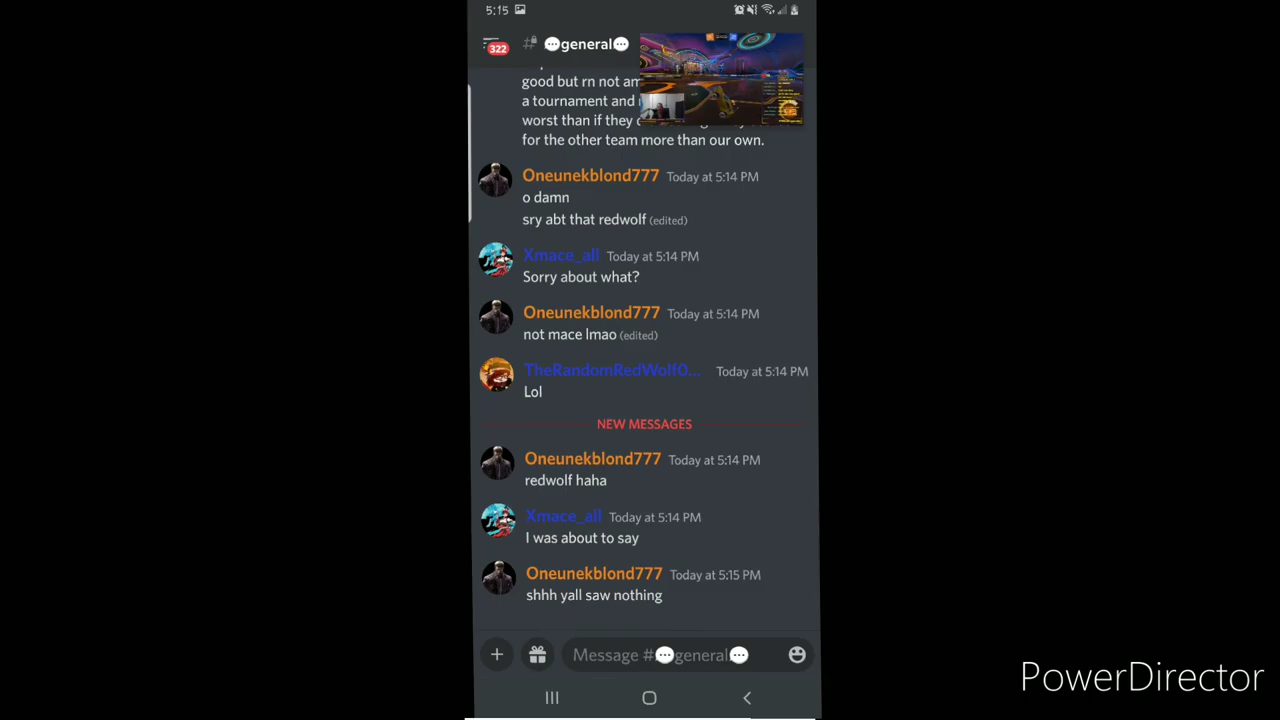 5:15
322
general
good but rn not am
a tournament and
worst than if they
for the other team more than our own.
Oneunekblond777 Today at 5:14 PM
o damn
sry abt that redwolf (edited)
Xmace_all Today at 5:14 PM
Sorry about what?
Oneunekblond777 Today at 5:14 PM
not mace lmao (edited)
TheRandomRedWolf0... Today at 5:14 PM
Lol
NEW MESSAGES
Oneunekblond777 Today at 5:14 PM
redwolf haha
Xmace_all Today at 5:14 PM
I was about to say
Oneunekblond777 Today at 5:15 PM
shhh yall saw nothing
Message #💬general💬
PowerDirector